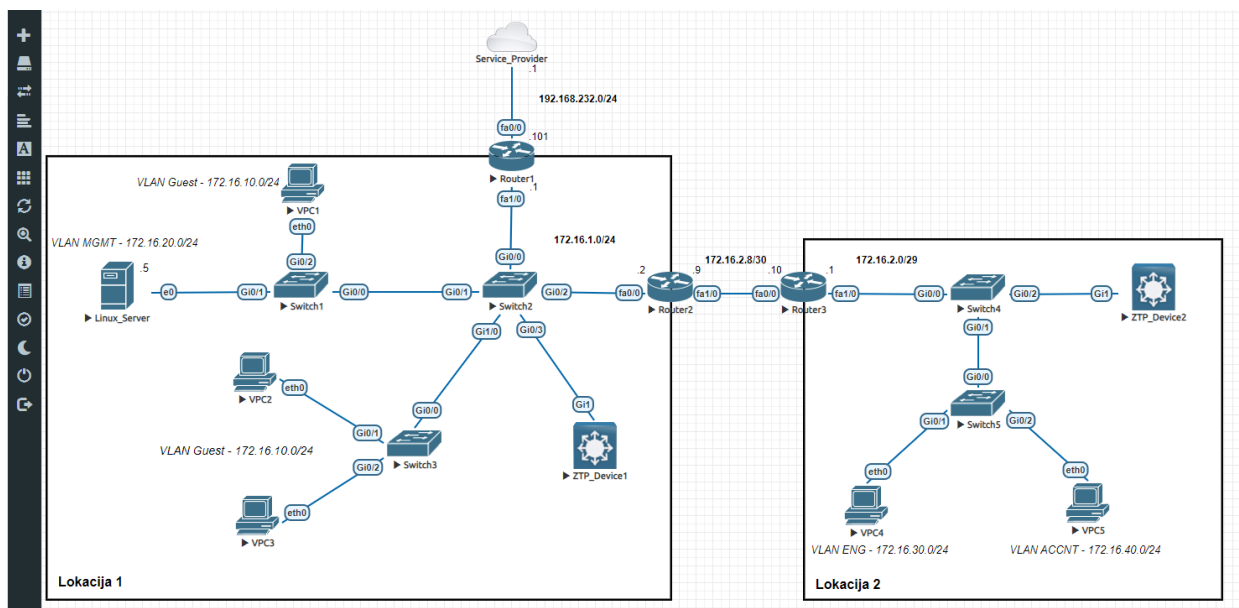 Service_Provider
.1
192.168.232.0/24
fa0/0
.101
Router1
.1
fa1/0
VLAN Guest - 172.16.10.0/24
VPC1
eth0
VLAN MGMT - 172.16.20.0/24
.5
Linux_Server
e0
Gi0/1
Gi0/2
Switch1
Gi0/0
172.16.1.0/24
Gi0/0
Gi0/1
Switch2
Gi0/2
Gi1/0
Gi0/3
.2
fa0/0
Router2
.9
fa1/0
172.16.2.8/30
.10
fa0/0
Router3
.1
fa1/0
172.16.2.0/29
Gi0/0
Switch4
Gi0/2
Gi1
ZTP_Device2
Gi0/1
VPC2
eth0
Gi0/1
VLAN Guest - 172.16.10.0/24
Gi0/2
Gi0/0
Switch3
eth0
VPC3
Gi1
ZTP_Device1
Gi0/0
Switch5
Gi0/1
Gi0/2
eth0
eth0
VPC4
VPC5
VLAN ENG - 172.16.30.0/24
VLAN ACCNT - 172.16.40.0/24
Lokacija 1
Lokacija 2